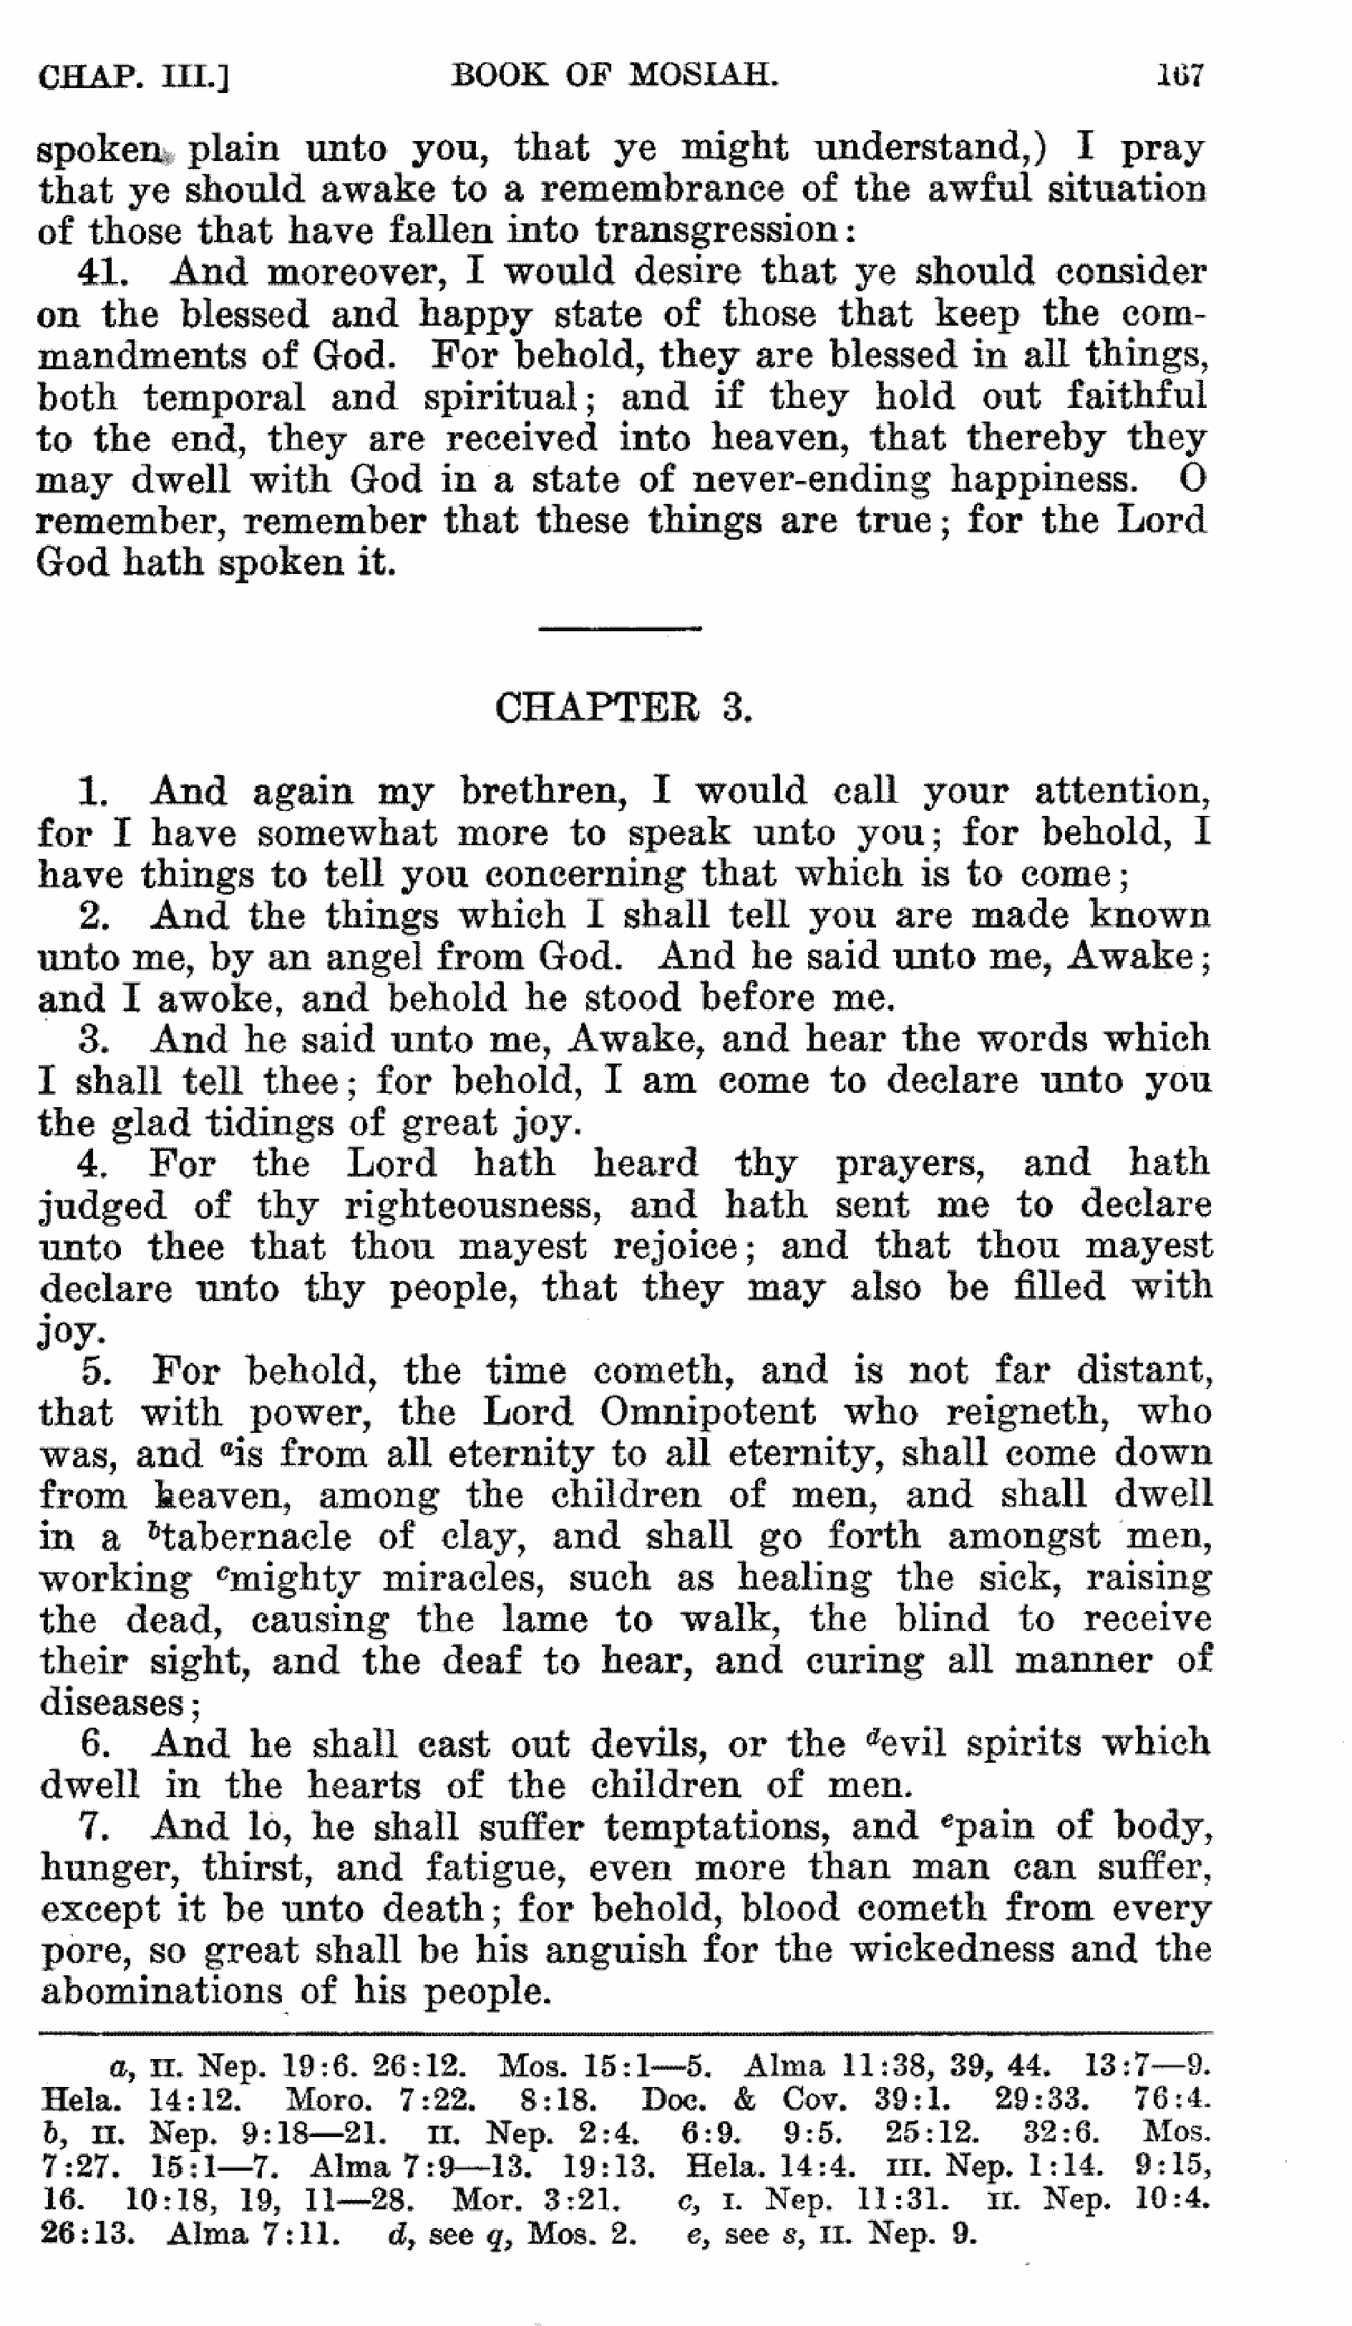 CHAP. III.] BOOK OF MOSIAH. 167
spoken plain unto you, that ye might understand,) I pray
that ye should awake to a remembrance of the awful situation
of those that have fallen into transgression:
41. And moreover, I would desire that ye should consider
on the blessed and happy state of those that keep the com-
mandments of God. For behold, they are blessed in all things,
both temporal and spiritual; and if they hold out faithful
to the end, they are received into heaven, that thereby they
may dwell with God in a state of never-ending happiness. O
remember, remember that these things are true; for the Lord
God hath spoken it.
CHAPTER 3.
1. And again my brethren, I would call your attention,
for I have somewhat more to speak unto you; for behold, I
have things to tell you concerning that which is to come;
2. And the things which I shall tell you are made known
unto me, by an angel from God. And he said unto me, Awake;
and I awoke, and behold he stood before me.
3. And he said unto me, Awake, and hear the words which
I shall tell thee; for behold, I am come to declare unto you
the glad tidings of great joy.
4. For the Lord hath heard thy prayers, and hath
judged of thy righteousness, and hath sent me to declare
unto thee that thou mayest rejoice; and that thou mayest
declare unto thy people, that they may also be filled with
joy.
5. For behold, the time cometh, and is not far distant,
that with power, the Lord Omnipotent who reigneth, who
was, and ᵃis from all eternity to all eternity, shall come down
from heaven, among the children of men, and shall dwell
in a ᵇtabernacle of clay, and shall go forth amongst men,
working ᶜmighty miracles, such as healing the sick, raising
the dead, causing the lame to walk, the blind to receive
their sight, and the deaf to hear, and curing all manner of
diseases;
6. And he shall cast out devils, or the ᵈevil spirits which
dwell in the hearts of the children of men.
7. And lo, he shall suffer temptations, and ᵉpain of body,
hunger, thirst, and fatigue, even more than man can suffer,
except it be unto death; for behold, blood cometh from every
pore, so great shall be his anguish for the wickedness and the
abominations of his people.
a, II. Nep. 19:6. 26:12. Mos. 15:1—5. Alma 11:38, 39, 44. 13:7—9.
Hela. 14:12. Moro. 7:22. 8:18. Doc. & Cov. 39:1. 29:33. 76:4.
b, II. Nep. 9:18—21. II. Nep. 2:4. 6:9. 9:5. 25:12. 32:6. Mos.
7:27. 15:1—7. Alma 7:9—13. 19:13. Hela. 14:4. III. Nep. 1:14. 9:15,
16. 10:18, 19, 11—28. Mor. 3:21. c, I. Nep. 11:31. II. Nep. 10:4.
26:13. Alma 7:11. d, see q, Mos. 2. e, see s, II. Nep. 9.